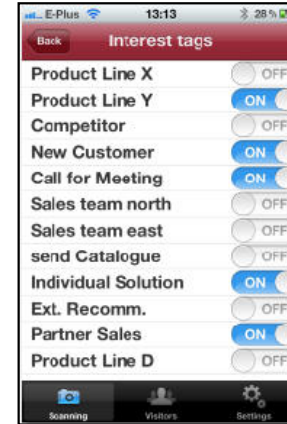 E-Plus 13:13 28 %
Back Interest tags
Product Line X OFF
Product Line Y ON
Competitor OFF
New Customer ON
Call for Meeting ON
Sales team north OFF
Sales team east OFF
send Catalogue OFF
Individual Solution ON
Ext. Recomm. OFF
Partner Sales ON
Product Line D OFF
Scanning Visitors Settings